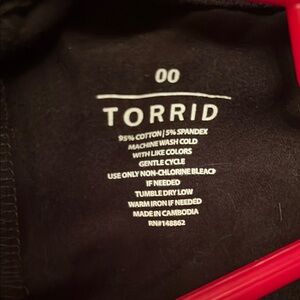 00
TORRID
95% COTTON / 5% SPANDEX
MACHINE WASH COLD
WITH LIKE COLORS
GENTLE CYCLE
USE ONLY NON-CHLORINE BLEACH
IF NEEDED
TUMBLE DRY LOW
WARM IRON IF NEEDED
MADE IN CAMBODIA
RN#148862